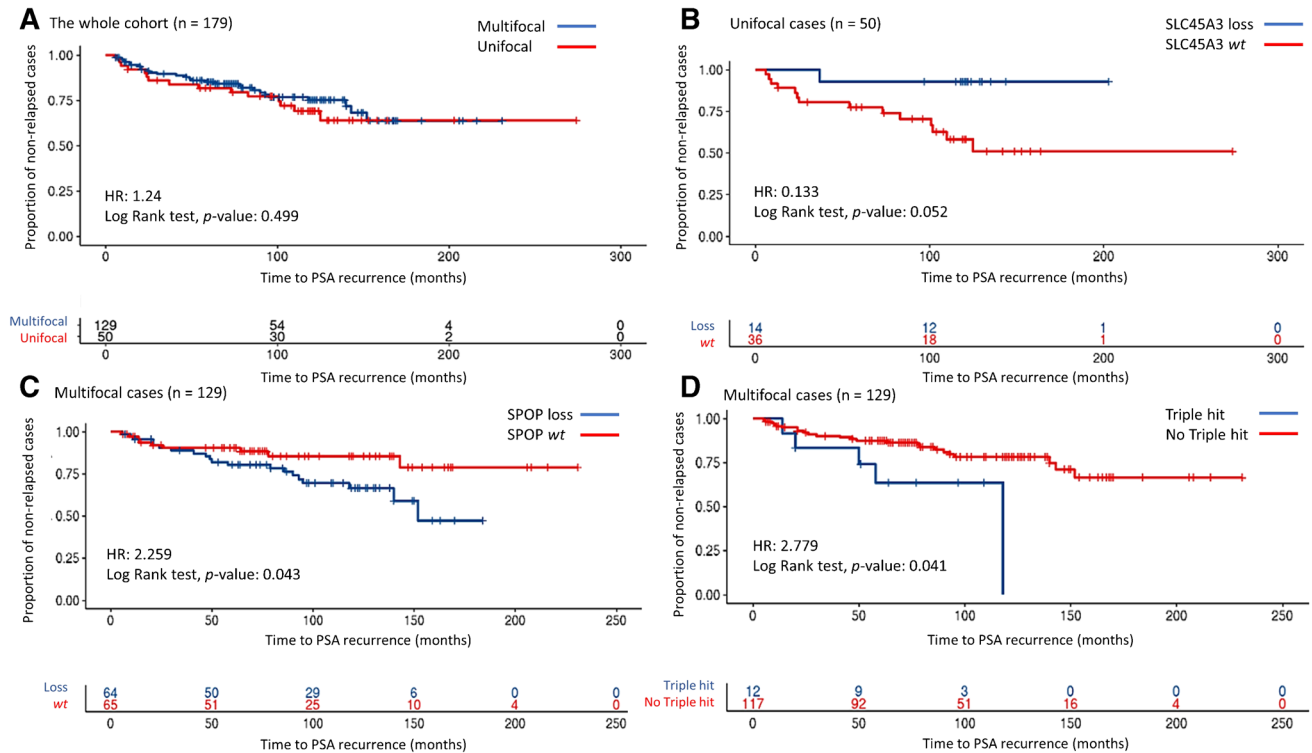 A
The whole cohort (n = 179)
Multifocal
Unifocal
Proportion of non-relapsed cases
1.00
0.75
0.50
0.25
0.00
HR: 1.24
Log Rank test, p-value: 0.499
0 100 200 300
Time to PSA recurrence (months)
Multifocal 129 54 4 0
Unifocal 50 30 2 0
0 100 200 300
Time to PSA recurrence (months)
B
Unifocal cases (n = 50)
SLC45A3 loss
SLC45A3 wt
Proportion of non-relapsed cases
1.00
0.75
0.50
0.25
0.00
HR: 0.133
Log Rank test, p-value: 0.052
0 100 200 300
Time to PSA recurrence (months)
Loss 14 12 1 0
wt 36 18 1 0
0 100 200 300
Time to PSA recurrence (months)
C
Multifocal cases (n = 129)
SPOP loss
SPOP wt
Proportion of non-relapsed cases
1.00
0.75
0.50
0.25
0.00
HR: 2.259
Log Rank test, p-value: 0.043
0 50 100 150 200 250
Time to PSA recurrence (months)
Loss 64 50 29 6 0 0
wt 65 51 25 10 4 0
0 50 100 150 200 250
Time to PSA recurrence (months)
D
Multifocal cases (n = 129)
Triple hit
No Triple hit
Proportion of non-relapsed cases
1.00
0.75
0.50
0.25
0.00
HR: 2.779
Log Rank test, p-value: 0.041
0 50 100 150 200 250
Time to PSA recurrence (months)
Triple hit 12 9 3 0 0 0
No Triple hit 117 92 51 16 4 0
0 50 100 150 200 250
Time to PSA recurrence (months)